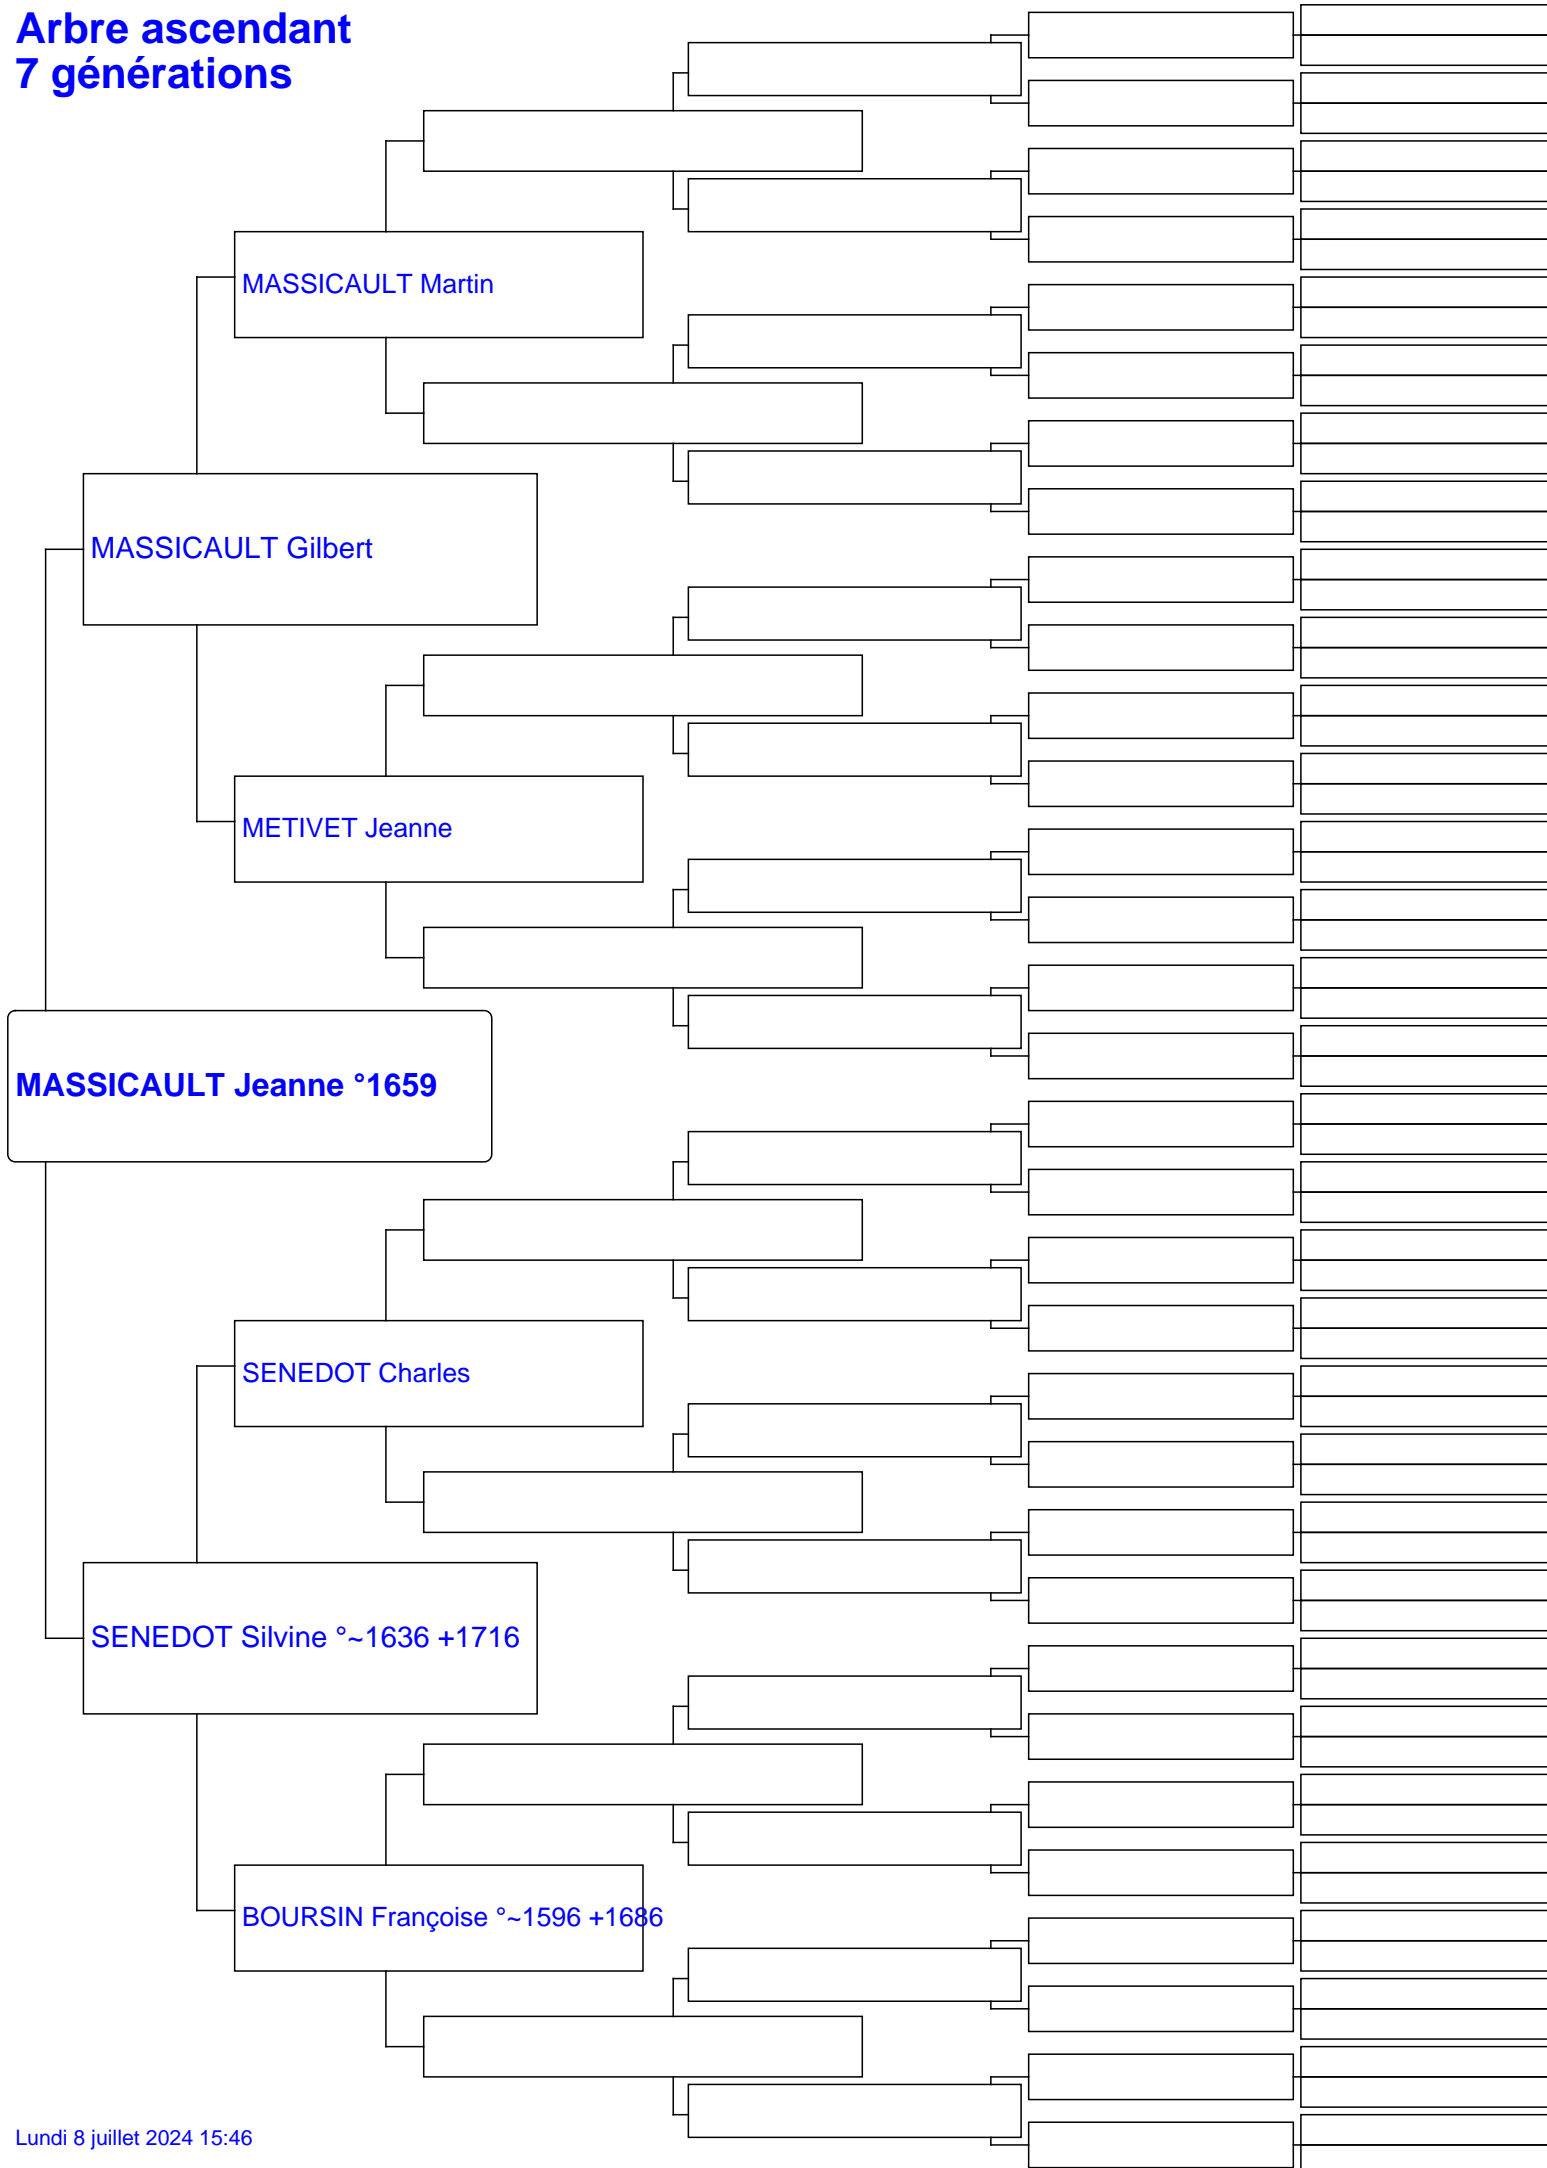 Arbre ascendant
7 générations
MASSICAULT Martin
MASSICAULT Gilbert
METIVET Jeanne
MASSICAULT Jeanne °1659
SENEDOT Charles
SENEDOT Silvine °~1636 +1716
BOURSIN Françoise °~1596 +1686
Lundi 8 juillet 2024 15:46